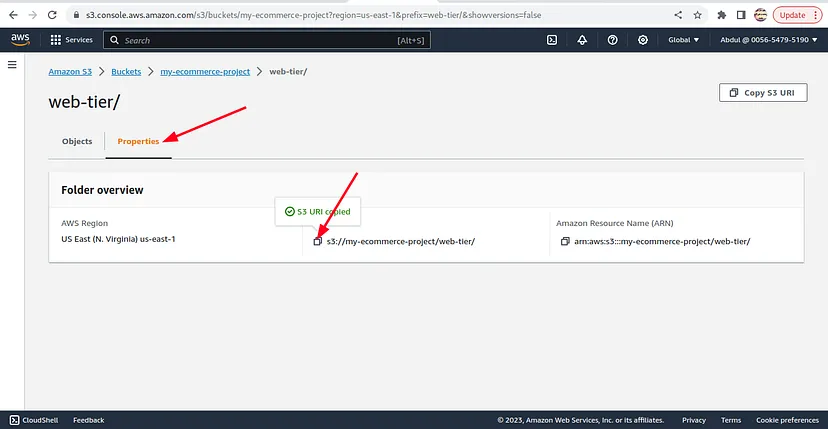 s3.console.aws.amazon.com/s3/buckets/my-ecommerce-project?region=us-east-1&prefix=web-tier/&showversions=false
Update
aws
Services
Search
[Alt+S]
Global
Abdul @ 0056-5479-5190
Amazon S3 > Buckets > my-ecommerce-project > web-tier/
web-tier/
Copy S3 URI
Objects
Properties
Folder overview
S3 URI copied
AWS Region
US East (N. Virginia) us-east-1
s3://my-ecommerce-project/web-tier/
Amazon Resource Name (ARN)
arn:aws:s3:::my-ecommerce-project/web-tier/
CloudShell
Feedback
© 2023, Amazon Web Services, Inc. or its affiliates.
Privacy
Terms
Cookie preferences